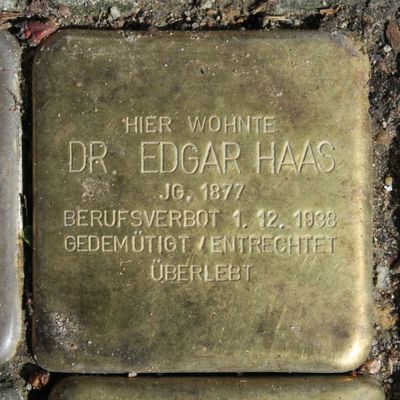 HIER WOHNTE
DR. EDGAR HAAS
JG. 1877
BERUFSVERBOT 1. 12. 1938
GEDEMÜTIGT / ENTRECHTET
ÜBERLEBT